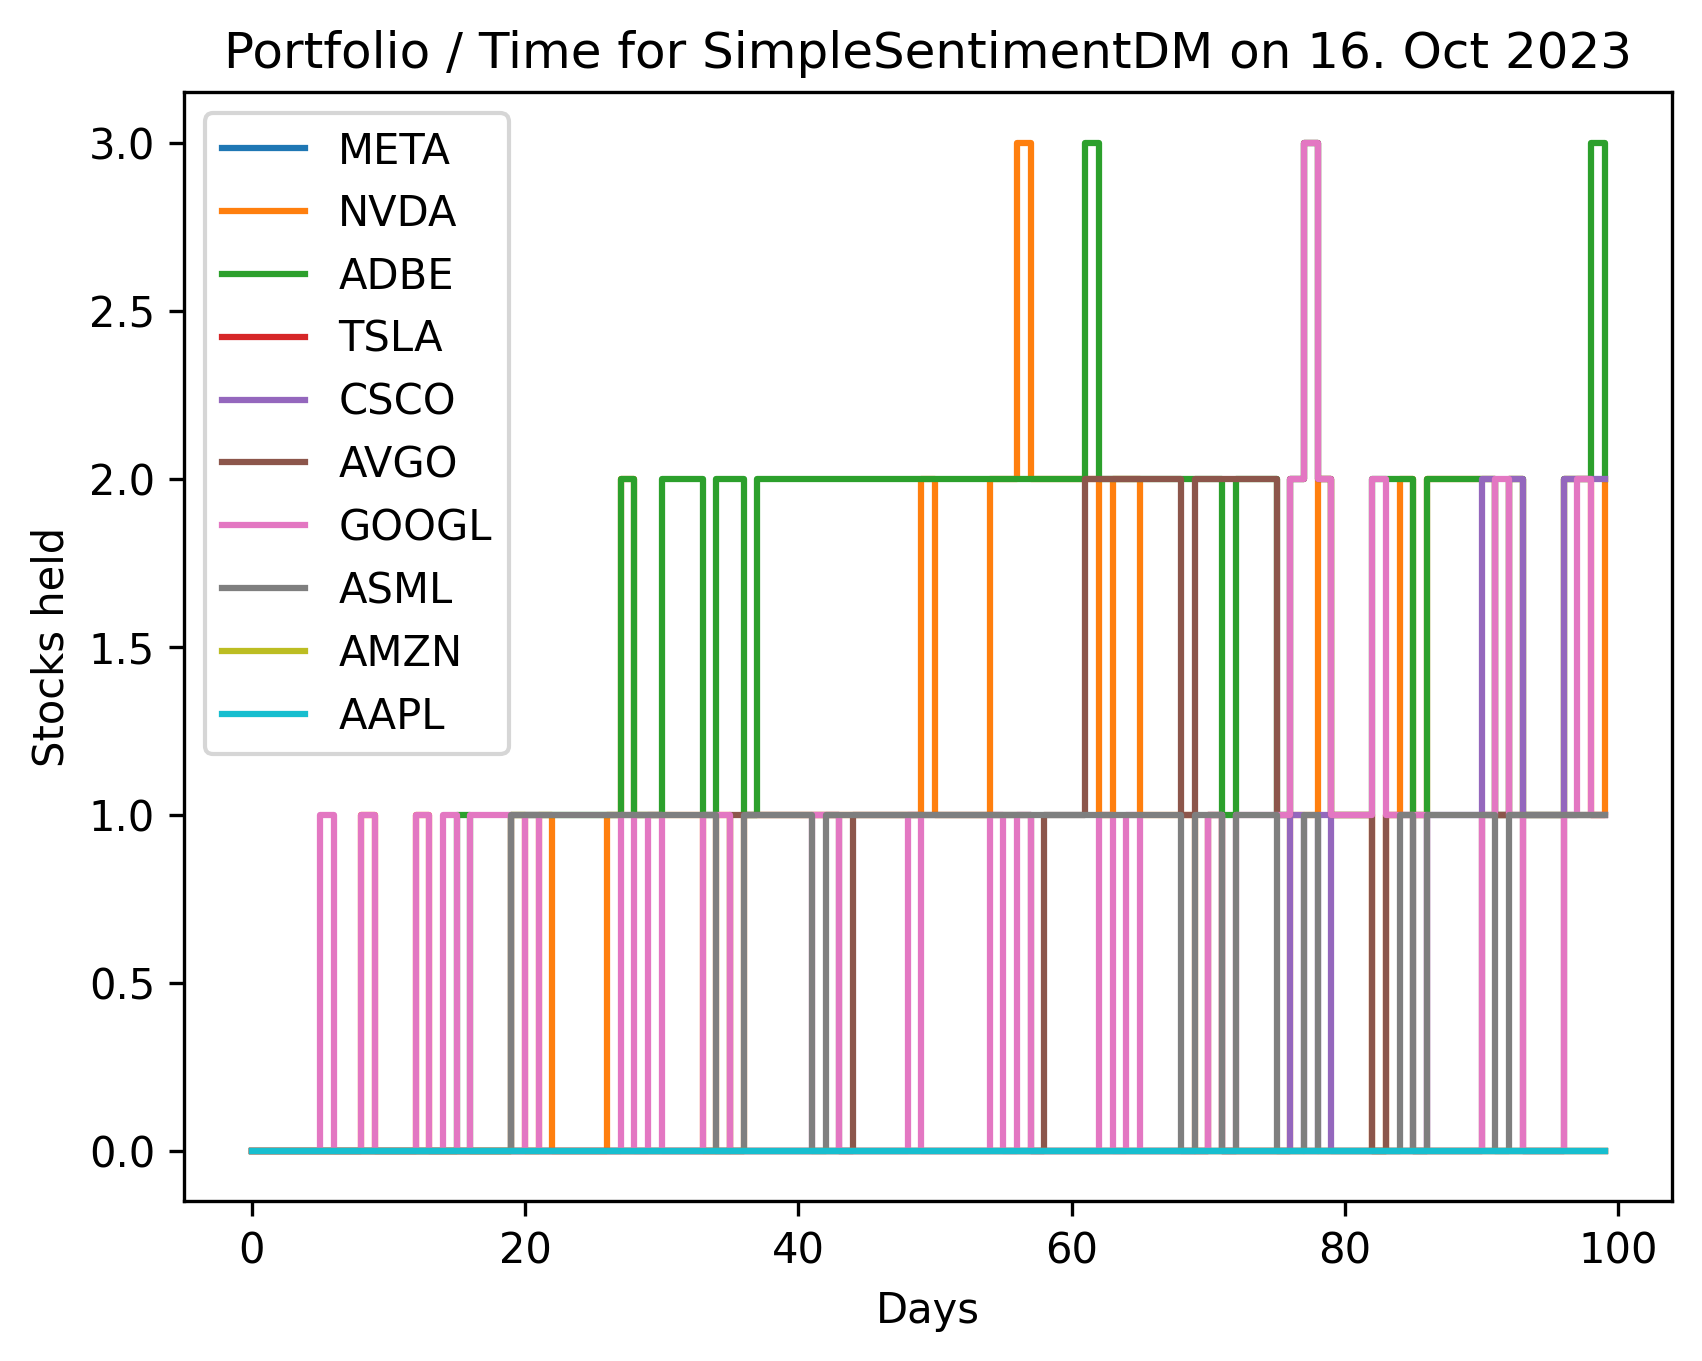 Portfolio / Time for SimpleSentimentDM on 16. Oct 2023
META
NVDA
ADBE
TSLA
CSCO
AVGO
GOOGL
ASML
AMZN
AAPL
3.0
2.5
2.0
1.5
1.0
0.5
0.0
Stocks held
0 20 40 60 80 100
Days